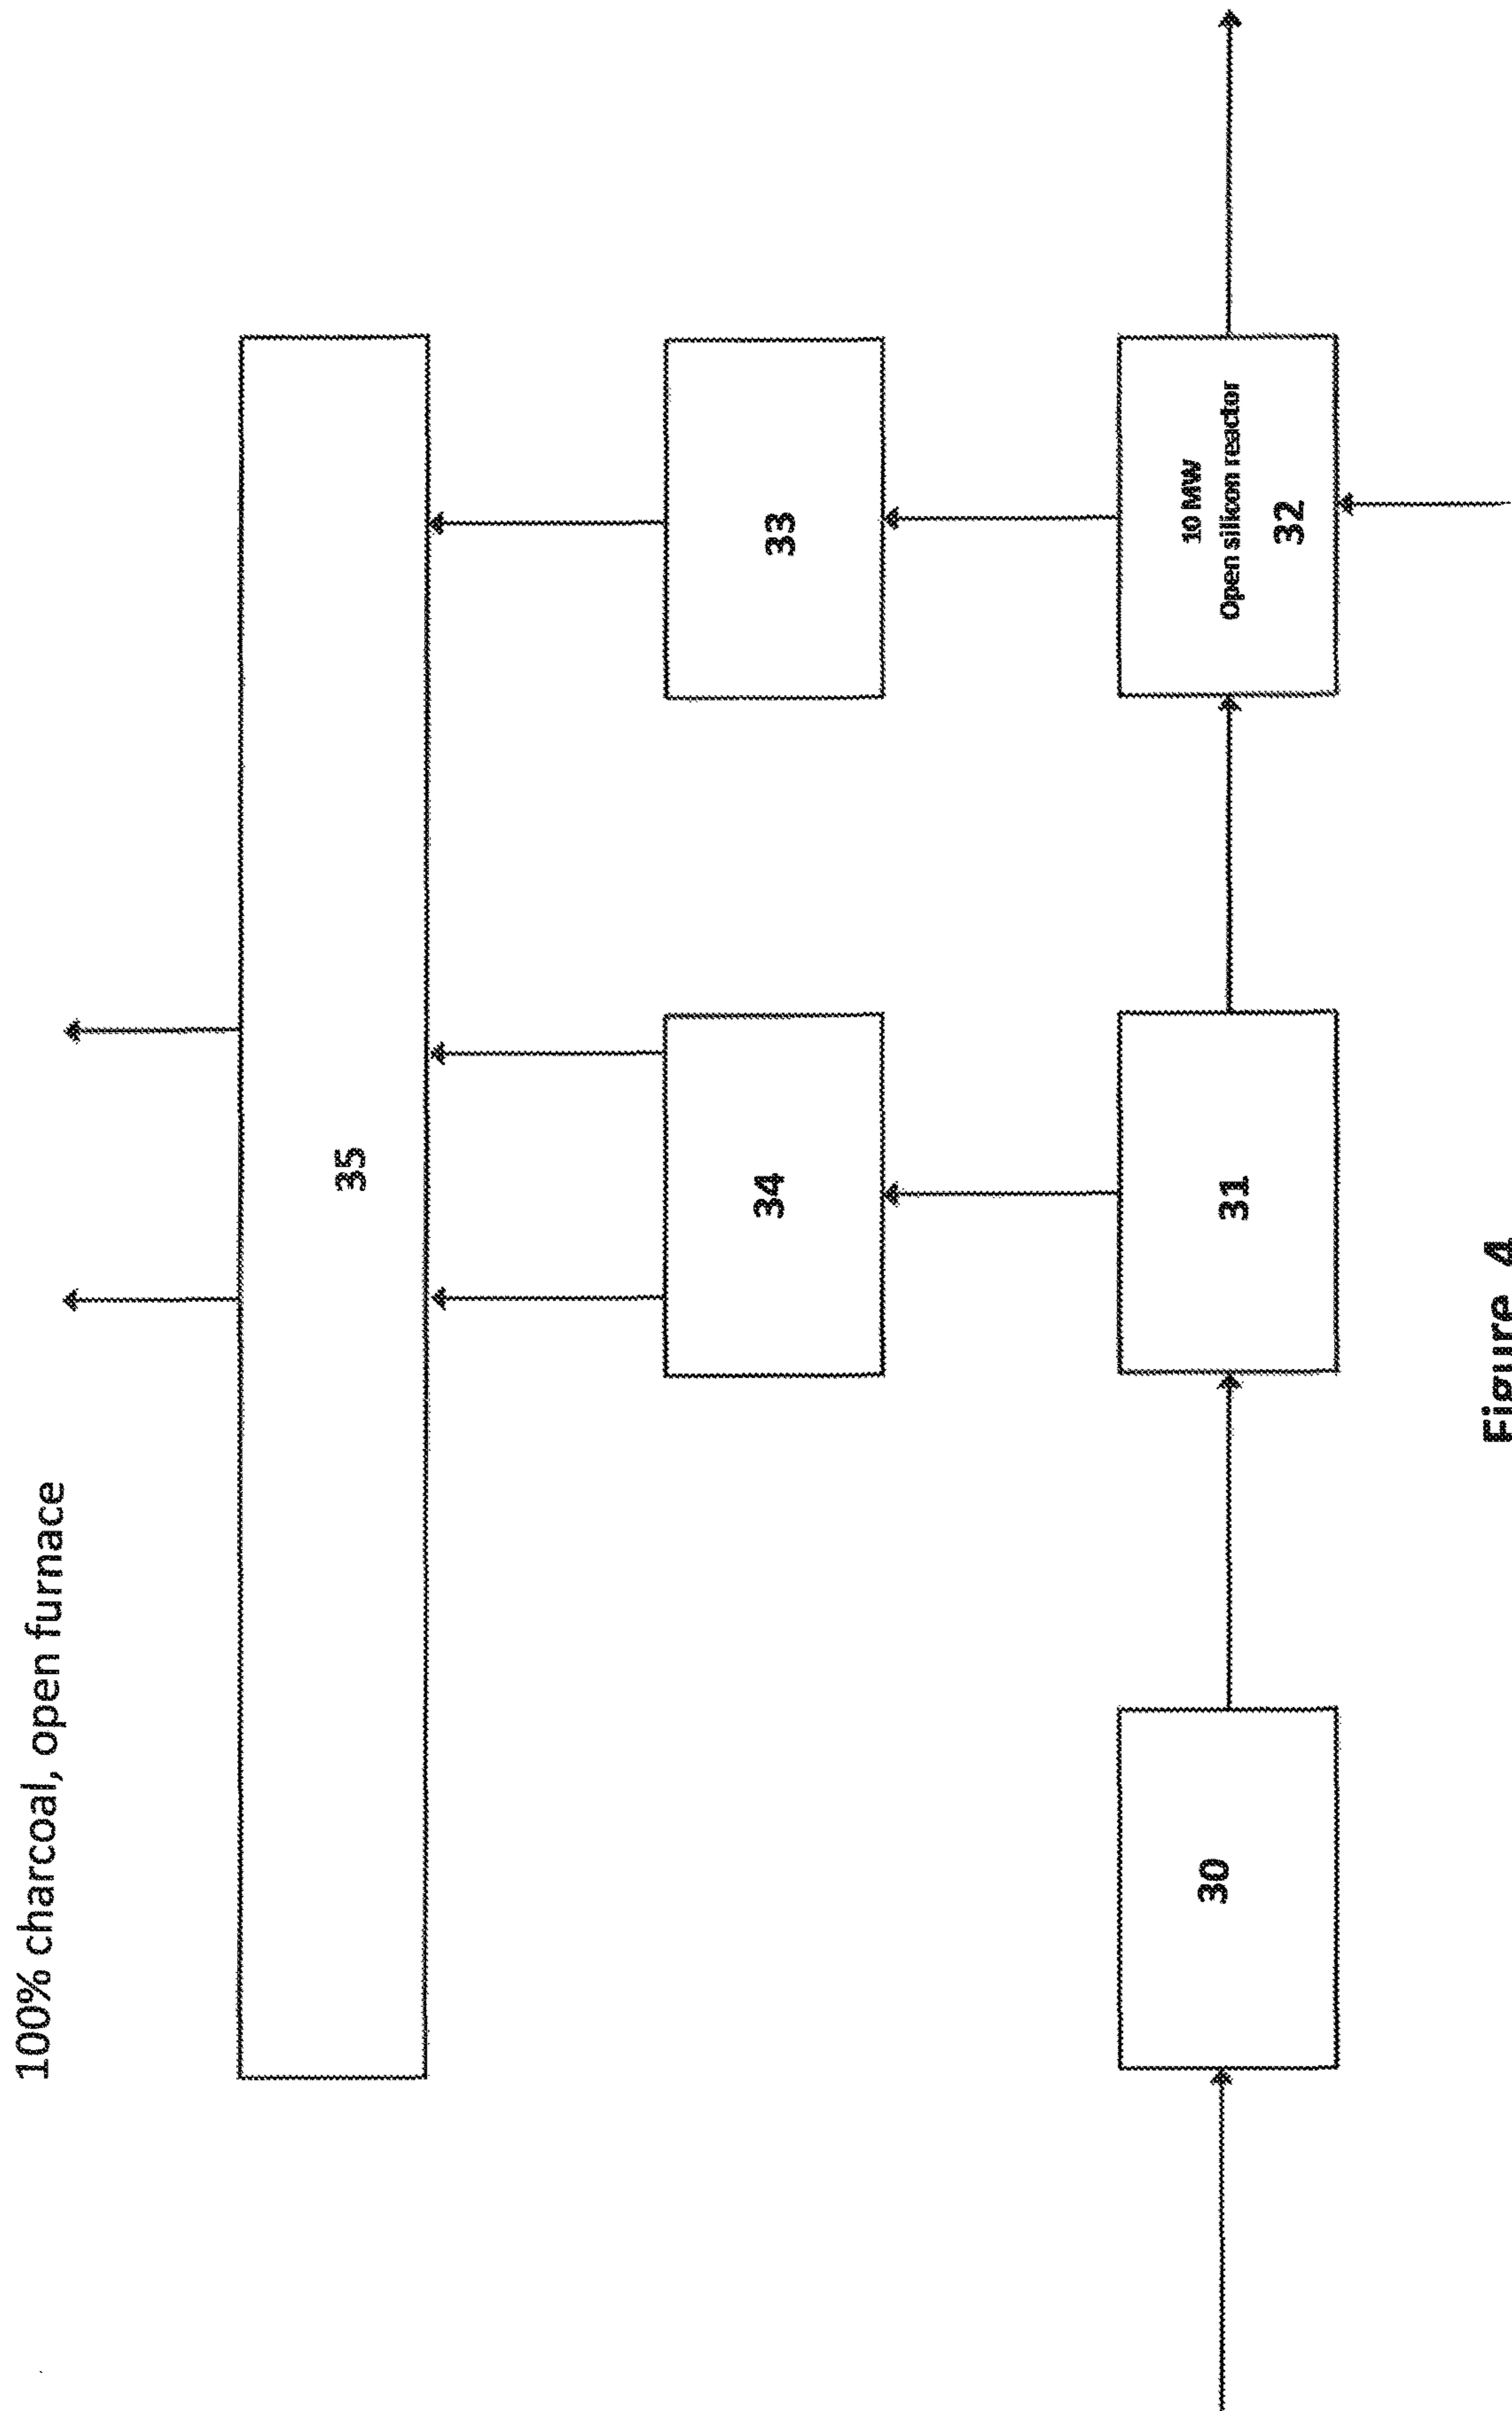 100% charcoal, open furnace
35
34
33
30
31
10 MW
Open silicon reactor
32
Figure 4